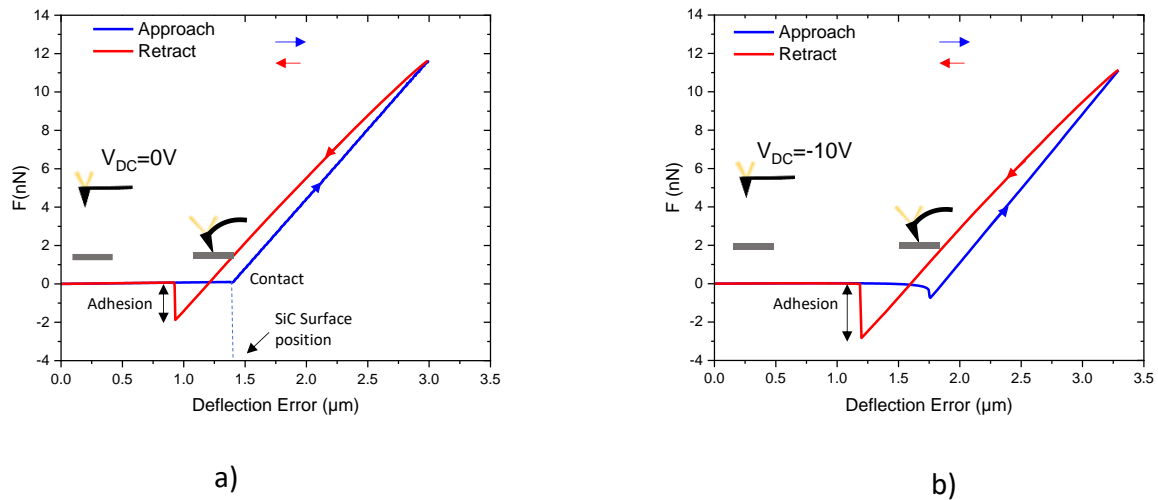 Approach
Retract
14
12
10
8
6
4
2
0
-2
-4
F(nN)
V_DC=0V
Contact
Adhesion
SiC Surface
position
0.0 0.5 1.0 1.5 2.0 2.5 3.0 3.5
Deflection Error (µm)
a)
Approach
Retract
14
12
10
8
6
4
2
0
-2
-4
F (nN)
V_DC=-10V
Adhesion
0.0 0.5 1.0 1.5 2.0 2.5 3.0 3.5
Deflection Error (µm)
b)